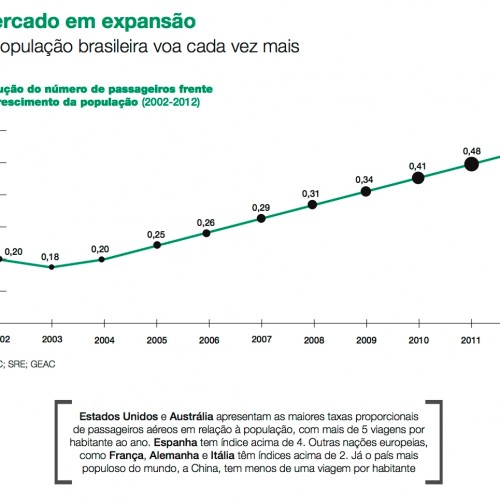 ercado em expansão
opulação brasileira voa cada vez mais
ução do número de passageiros frente
rescimento da população (2002-2012)
0,20
0,18
0,20
0,25
0,26
0,29
0,31
0,34
0,41
0,48
02 2003 2004 2005 2006 2007 2008 2009 2010 2011
C; SRE; GEAC
Estados Unidos e Austrália apresentam as maiores taxas proporcionais
de passageiros aéreos em relação à população, com mais de 5 viagens por
habitante ao ano. Espanha tem índice acima de 4. Outras nações europeias,
como França, Alemanha e Itália têm índices acima de 2. Já o país mais
populoso do mundo, a China, tem menos de uma viagem por habitante